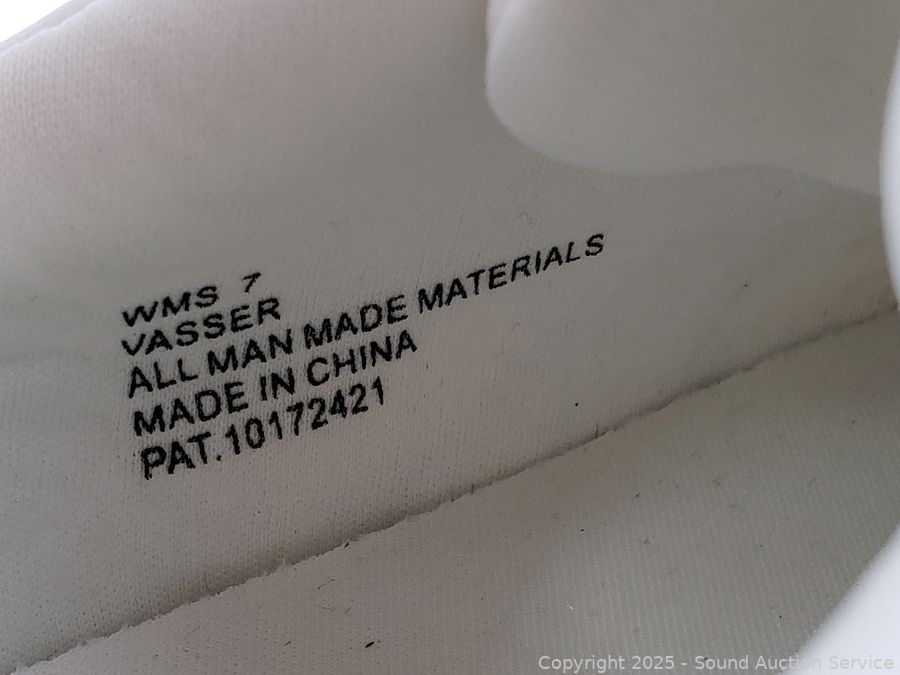 WMS 7
VASSER
ALL MAN MADE MATERIALS
MADE IN CHINA
PAT.10172421
Copyright 2025 - Sound Auction Service